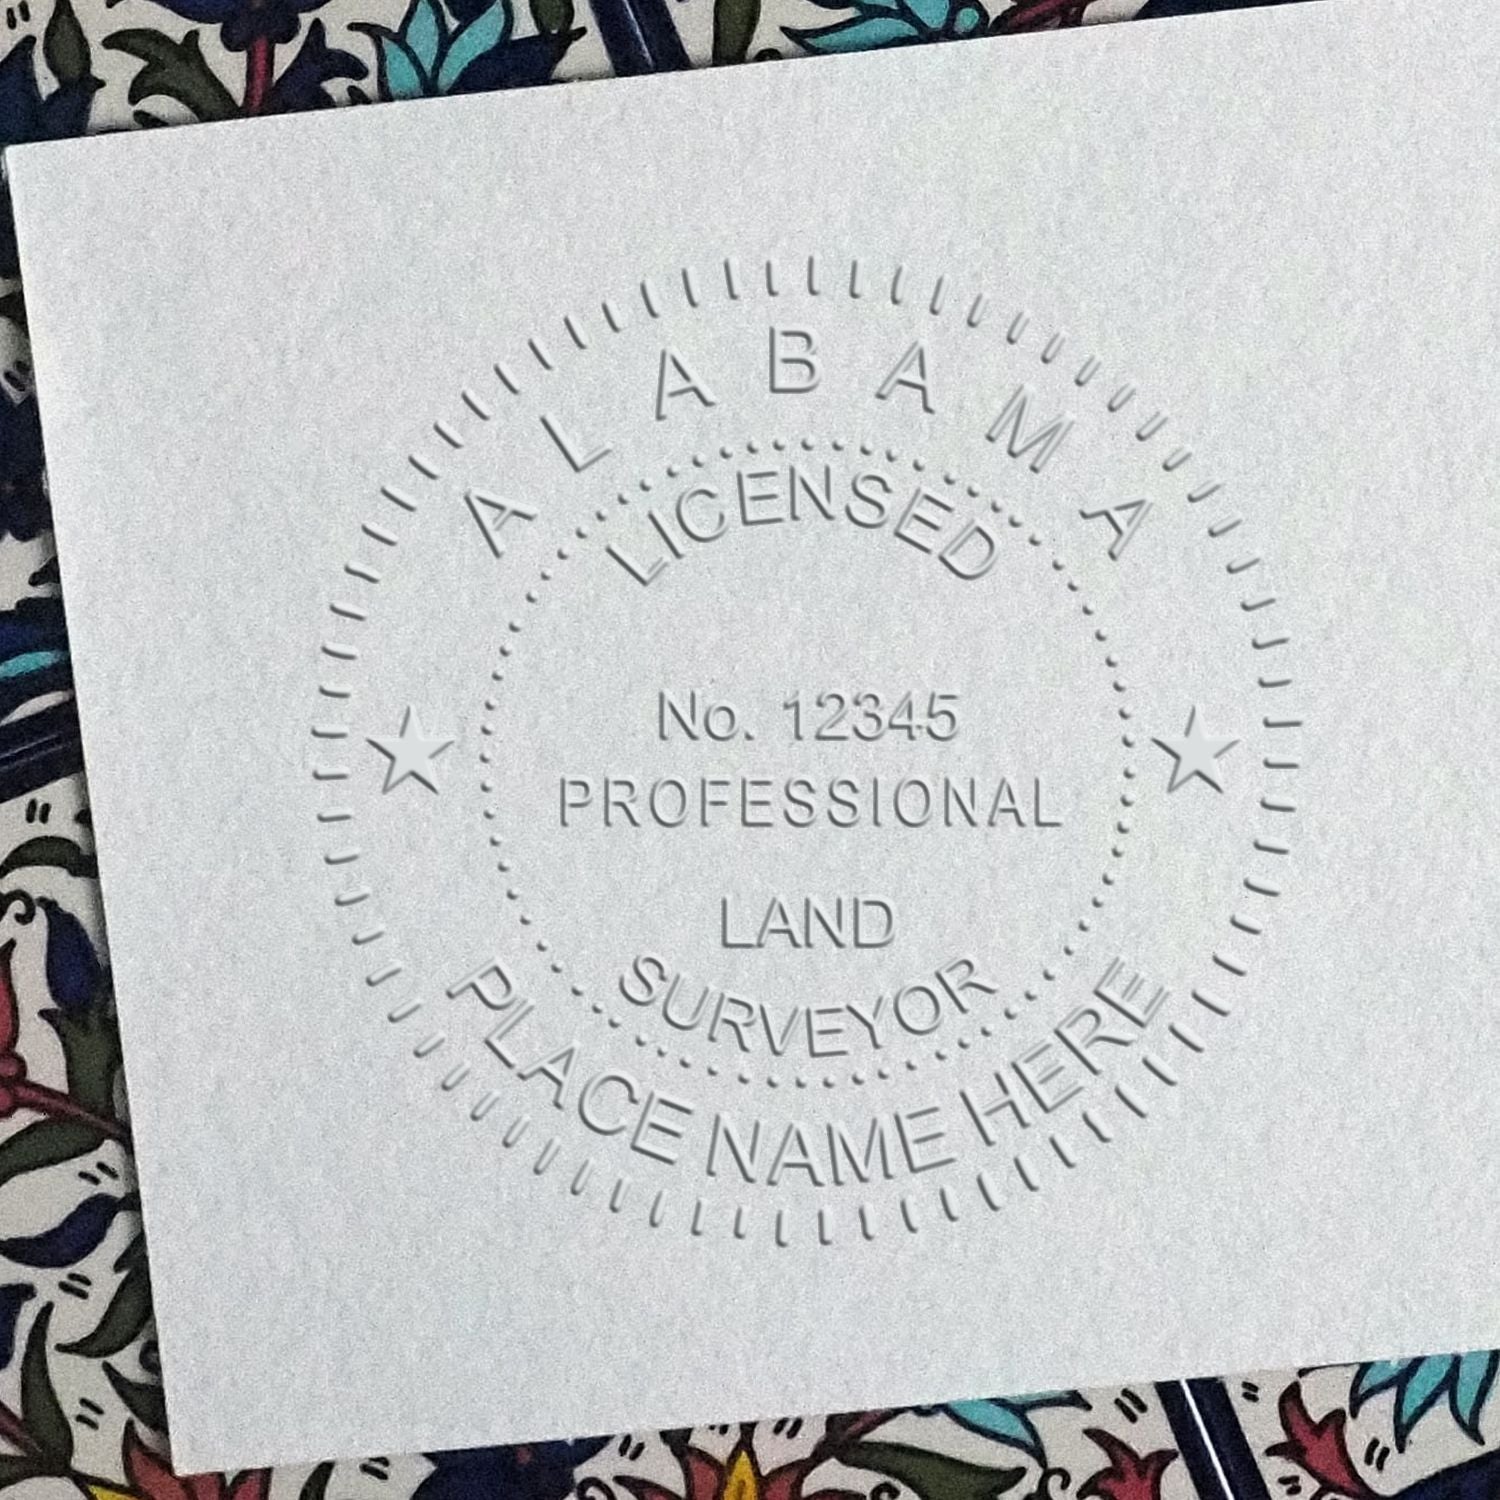 ALABAMA
LICENSED
No. 12345
PROFESSIONAL
LAND
SURVEYOR
PLACE NAME HERE